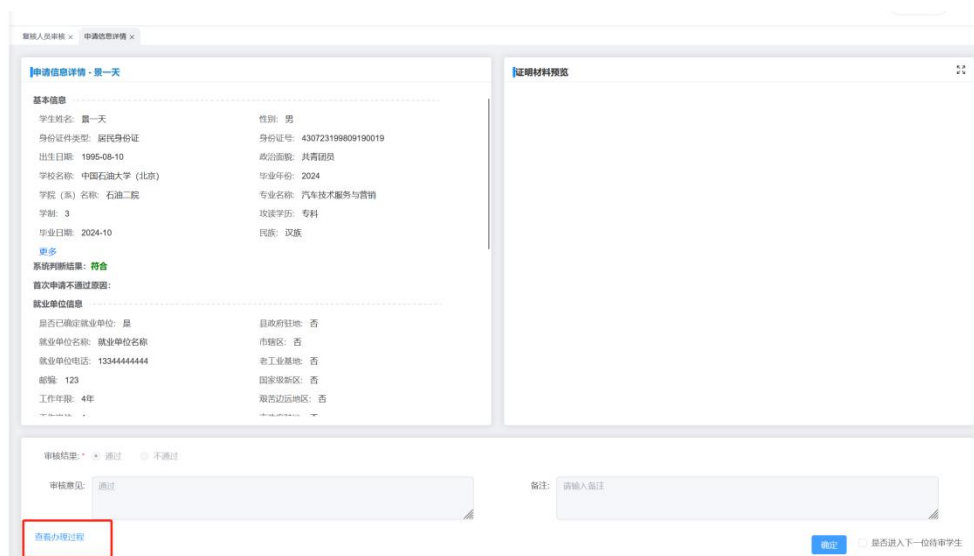 复核人员审核 × 申请信息详情 ×
申请信息详情 - 景一天
证明材料预览
基本信息
学生姓名: 景一天 性别: 男
身份证件类型: 居民身份证 身份证号: 430723199809190019
出生日期: 1995-08-10 政治面貌: 共青团员
学校名称: 中国石油大学 (北京) 毕业年份: 2024
学院 (系) 名称: 石油二院 专业名称: 汽车技术服务与营销
学制: 3 攻读学历: 专科
毕业日期: 2024-10 民族: 汉族
更多
系统判断结果: 符合
首次申请不通过原因:
就业单位信息
是否已确定就业单位: 是 县政府驻地: 否
就业单位名称: 就业单位名称 市辖区: 否
就业单位电话: 13344444444 老工业基地: 否
邮编: 123 国家级新区: 否
工作年限: 4年 艰苦边远地区: 否
审核结果: * 通过 不通过
审核意见: 通过 备注: 请输入备注
查看办理过程
确定 是否进入下一位待审学生